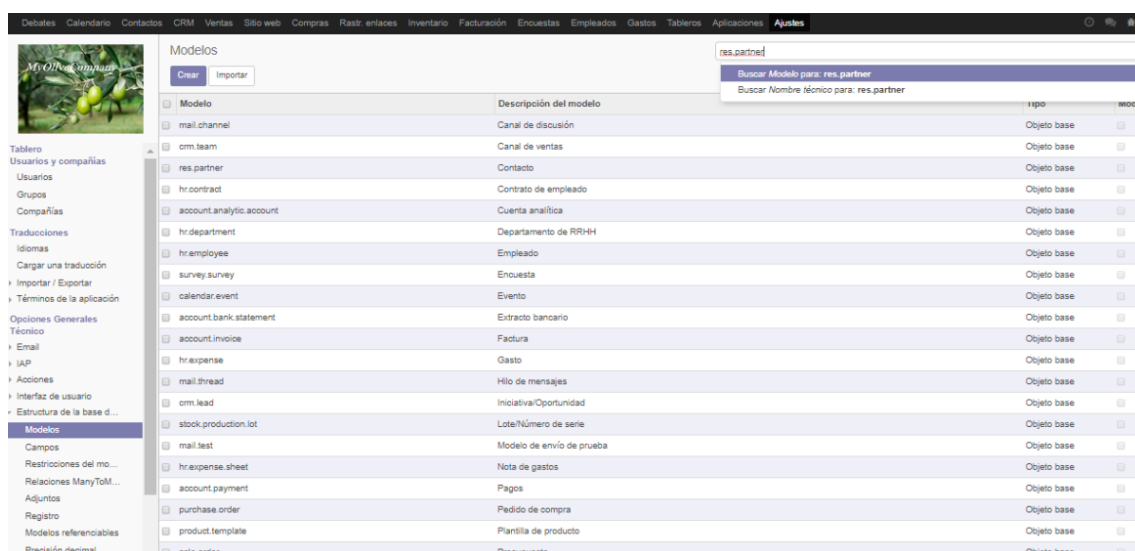 Debates Calendario Contactos CRM Ventas Sitio web Compras Rastr. enlaces Inventario Facturación Encuestas Empleados Gastos Tableros Aplicaciones Ajustes
MyOliveCompany
Modelos
res.partner
Crear Importar
Buscar Modelo para: res.partner
Buscar Nombre técnico para: res.partner
Modelo Descripción del modelo Tipo
mail.channel Canal de discusión Objeto base
crm.team Canal de ventas Objeto base
res.partner Contacto Objeto base
hr.contract Contrato de empleado Objeto base
account.analytic.account Cuenta analítica Objeto base
hr.department Departamento de RRHH Objeto base
hr.employee Empleado Objeto base
survey.survey Encuesta Objeto base
calendar.event Evento Objeto base
account.bank.statement Extracto bancario Objeto base
account.invoice Factura Objeto base
hr.expense Gasto Objeto base
mail.thread Hilo de mensajes Objeto base
crm.lead Iniciativa/Oportunidad Objeto base
stock.production.lot Lote/Número de serie Objeto base
mail.test Modelo de envío de prueba Objeto base
hr.expense.sheet Nota de gastos Objeto base
account.payment Pagos Objeto base
purchase.order Pedido de compra Objeto base
product.template Plantilla de producto Objeto base
Tablero
Usuarios y compañias
Usuarios
Grupos
Compañías
Traducciones
Idiomas
Cargar una traducción
Importar / Exportar
Términos de la aplicación
Opciones Generales
Técnico
Email
IAP
Acciones
Interfaz de usuario
Estructura de la base d...
Modelos
Campos
Restricciones del mo...
Relaciones ManyToM...
Adjuntos
Registro
Modelos referenciables
Precisión decimal